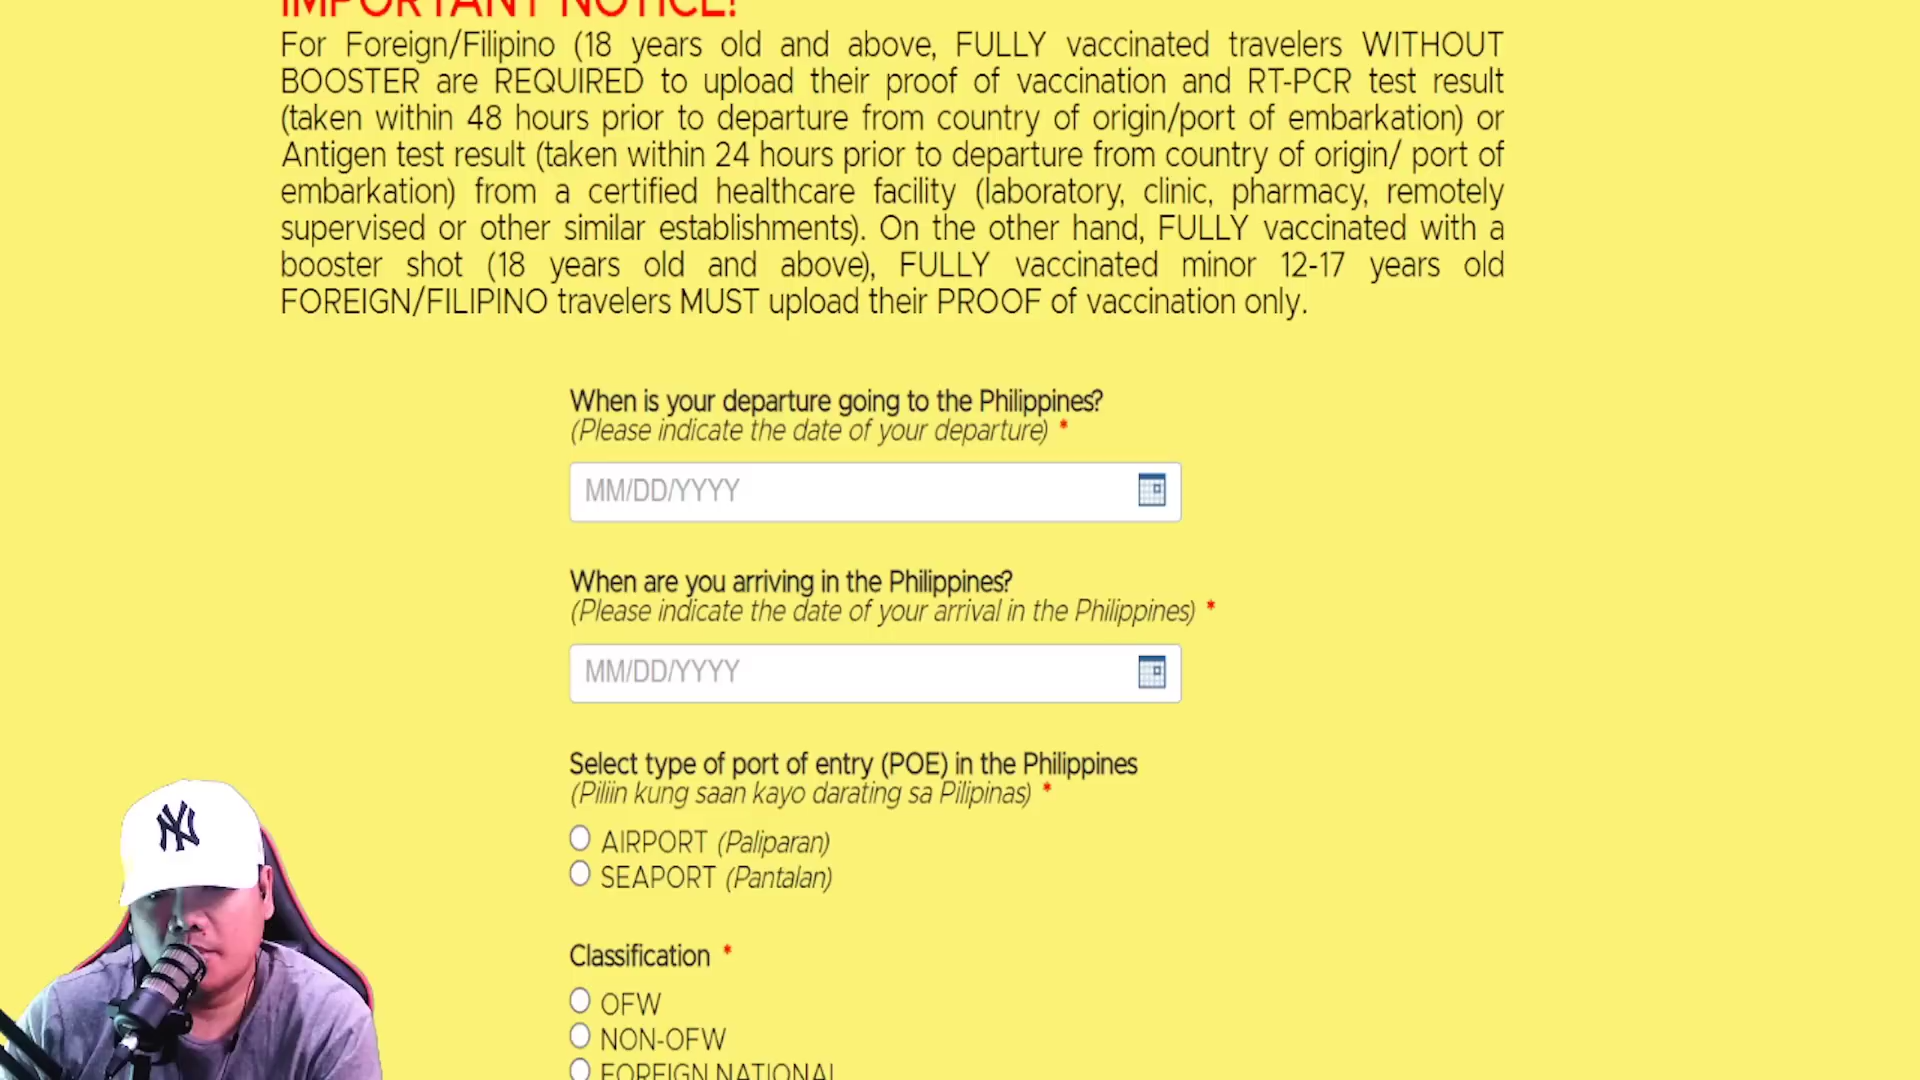 IMPORTANT NOTICE!
For Foreign/Filipino (18 years old and above, FULLY vaccinated travelers WITHOUT
BOOSTER are REQUIRED to upload their proof of vaccination and RT-PCR test result
(taken within 48 hours prior to departure from country of origin/port of embarkation) or
Antigen test result (taken within 24 hours prior to departure from country of origin/ port of
embarkation) from a certified healthcare facility (laboratory, clinic, pharmacy, remotely
supervised or other similar establishments). On the other hand, FULLY vaccinated with a
booster shot (18 years old and above), FULLY vaccinated minor 12-17 years old
FOREIGN/FILIPINO travelers MUST upload their PROOF of vaccination only.
When is your departure going to the Philippines?
(Please indicate the date of your departure) *
MM/DD/YYYY
When are you arriving in the Philippines?
(Please indicate the date of your arrival in the Philippines) *
MM/DD/YYYY
Select type of port of entry (POE) in the Philippines
(Piliin kung saan kayo darating sa Pilipinas) *
AIRPORT (Paliparan)
SEAPORT (Pantalan)
NY
Classification *
OFW
NON-OFW
FOREIGN NATIONAL